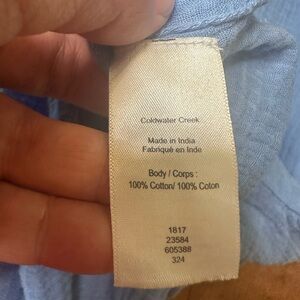 Coldwater Creek
Made in India
Fabriqué en Inde
Body / Corps :
100% Cotton/ 100% Coton
1817
23584
605388
324